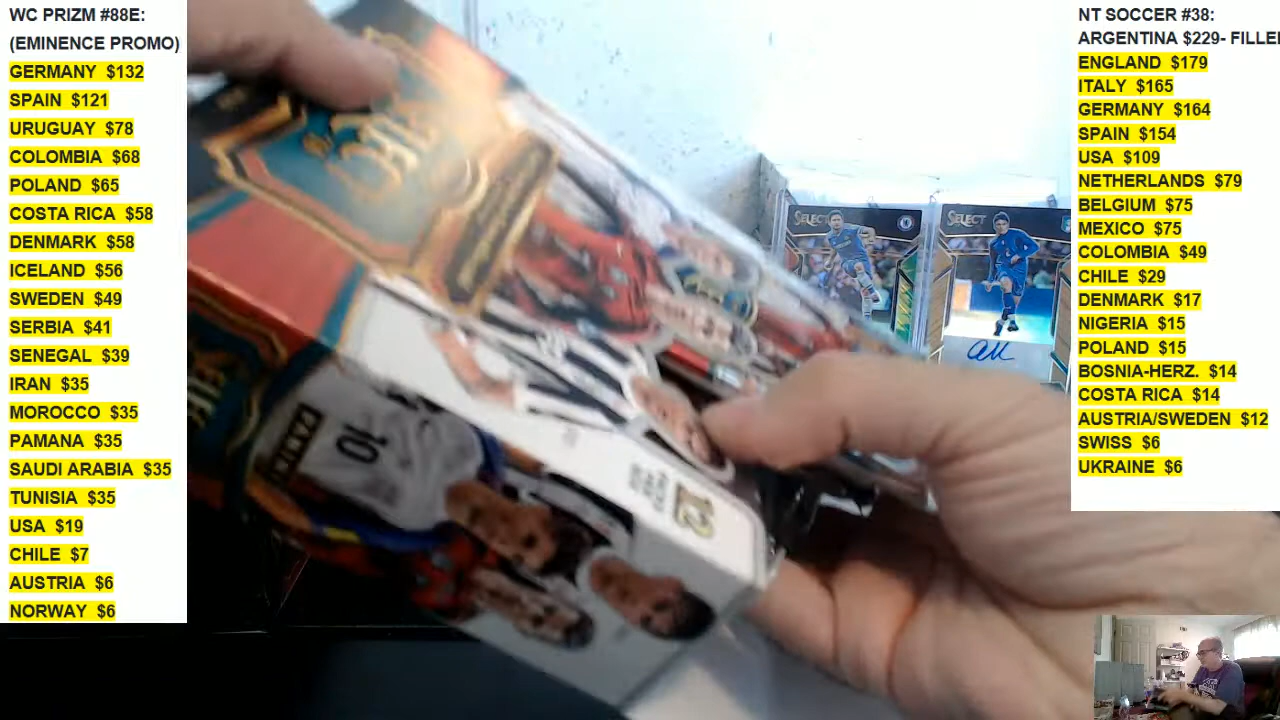 WC PRIZM #88E:
(EMINENCE PROMO)
GERMANY $132
SPAIN $121
URUGUAY $78
COLOMBIA $68
POLAND $65
COSTA RICA $58
DENMARK $58
ICELAND $56
SWEDEN $49
SERBIA $41
SENEGAL $39
IRAN $35
MOROCCO $35
PAMANA $35
SAUDI ARABIA $35
TUNISIA $35
USA $19
CHILE $7
AUSTRIA $6
NORWAY $6
NT SOCCER #38:
ARGENTINA $229- FILLE
ENGLAND $179
ITALY $165
GERMANY $164
SPAIN $154
USA $109
NETHERLANDS $79
BELGIUM $75
MEXICO $75
COLOMBIA $49
CHILE $29
DENMARK $17
NIGERIA $15
POLAND $15
BOSNIA-HERZ. $14
COSTA RICA $14
AUSTRIA/SWEDEN $12
SWISS $6
UKRAINE $6
SELECT
SELECT
PANINI
10
12